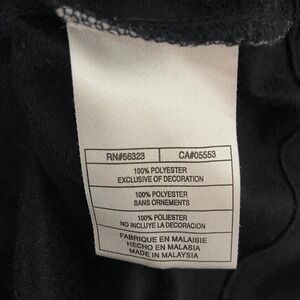 RN#56323 CA#05553
100% POLYESTER
EXCLUSIVE OF DECORATION
100% POLYESTER
SANS ORNEMENTS
100% POLIESTER
NO INCLUYE LA DECORACION
FABRIQUE EN MALAISIE
HECHO EN MALASIA
MADE IN MALAYSIA